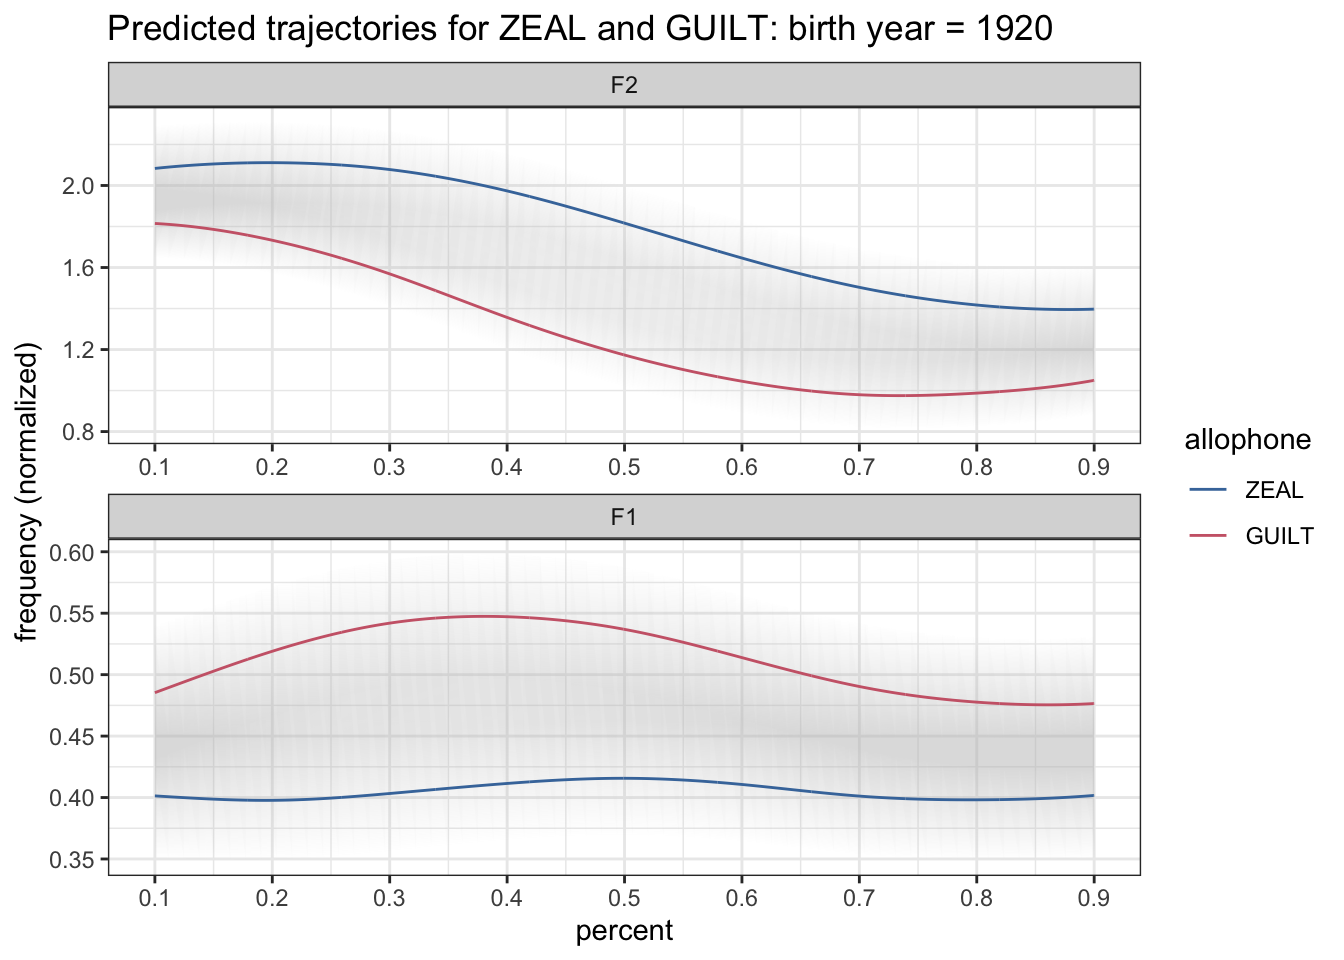 Predicted trajectories for ZEAL and GUILT: birth year = 1920
F2
2.0
1.6
1.2
0.8
0.1 0.2 0.3 0.4 0.5 0.6 0.7 0.8 0.9
F1
0.60
0.55
0.50
0.45
0.40
0.35
0.1 0.2 0.3 0.4 0.5 0.6 0.7 0.8 0.9
percent
frequency (normalized)
allophone
ZEAL
GUILT